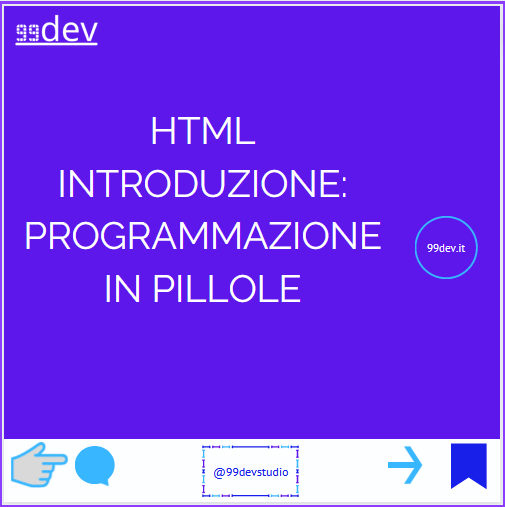 99dev
HTML
INTRODUZIONE:
PROGRAMMAZIONE
IN PILLOLE
99dev.it
@99devstudio